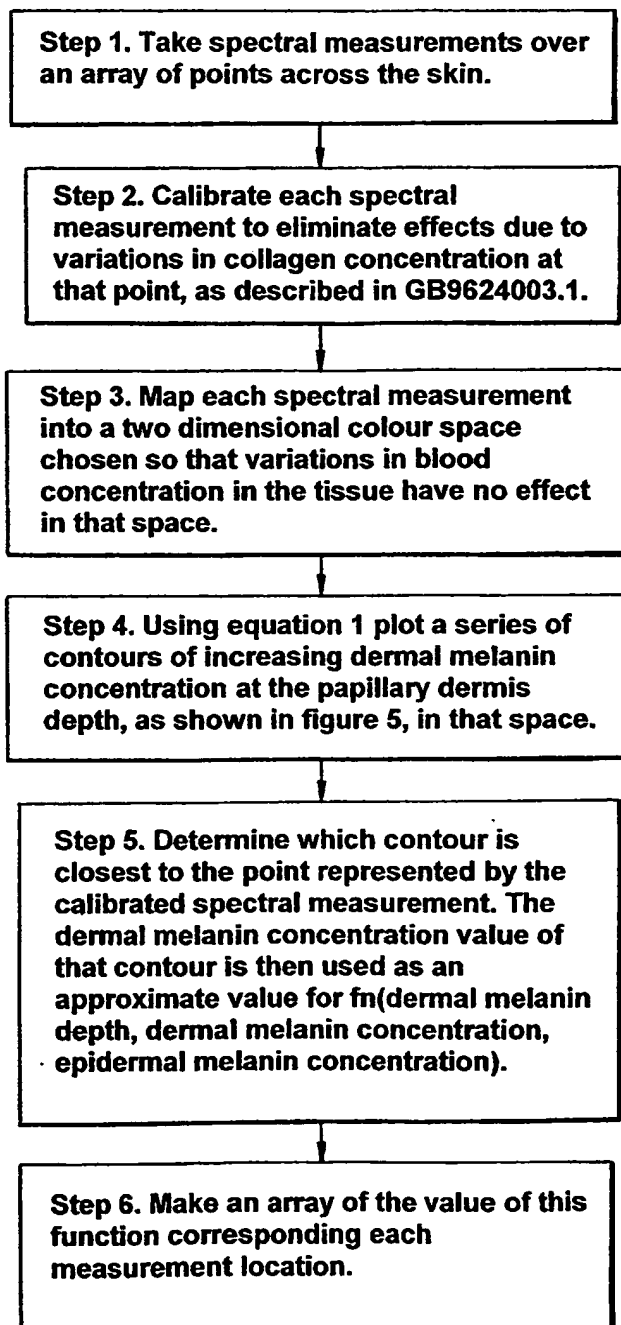 Step 1. Take spectral measurements over
an array of points across the skin.
Step 2. Calibrate each spectral
measurement to eliminate effects due to
variations in collagen concentration at
that point, as described in GB9624003.1.
Step 3. Map each spectral measurement
into a two dimensional colour space
chosen so that variations in blood
concentration in the tissue have no effect
in that space.
Step 4. Using equation 1 plot a series of
contours of increasing dermal melanin
concentration at the papillary dermis
depth, as shown in figure 5, in that space.
Step 5. Determine which contour is
closest to the point represented by the
calibrated spectral measurement. The
dermal melanin concentration value of
that contour is then used as an
approximate value for fn(dermal melanin
depth, dermal melanin concentration,
epidermal melanin concentration).
Step 6. Make an array of the value of this
function corresponding each
measurement location.